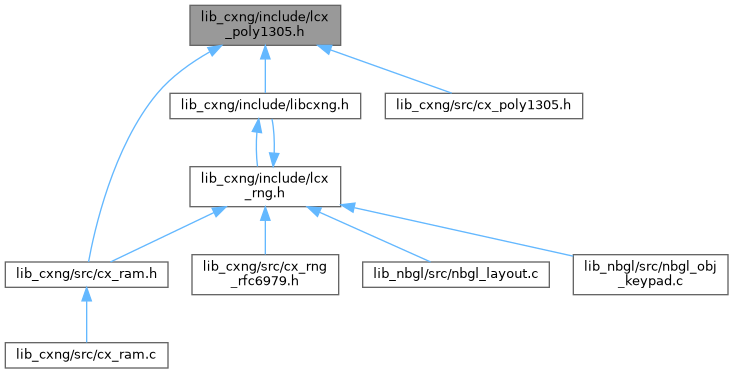 lib_cxng/include/lcx
_poly1305.h
lib_cxng/include/libcxng.h
lib_cxng/src/cx_poly1305.h
lib_cxng/include/lcx
_rng.h
lib_cxng/src/cx_ram.h
lib_cxng/src/cx_rng
_rfc6979.h
lib_nbgl/src/nbgl_layout.c
lib_nbgl/src/nbgl_obj
_keypad.c
lib_cxng/src/cx_ram.c